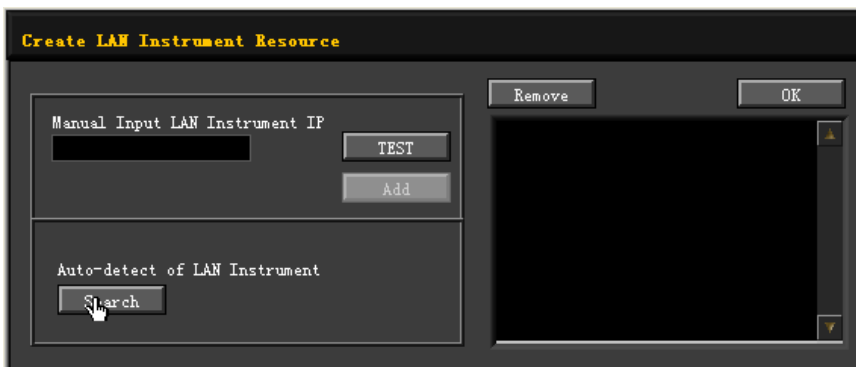 Create LAN Instrument Resource
Remove
OK
Manual Input LAN Instrument IP
TEST
Add
Auto-detect of LAN Instrument
Search